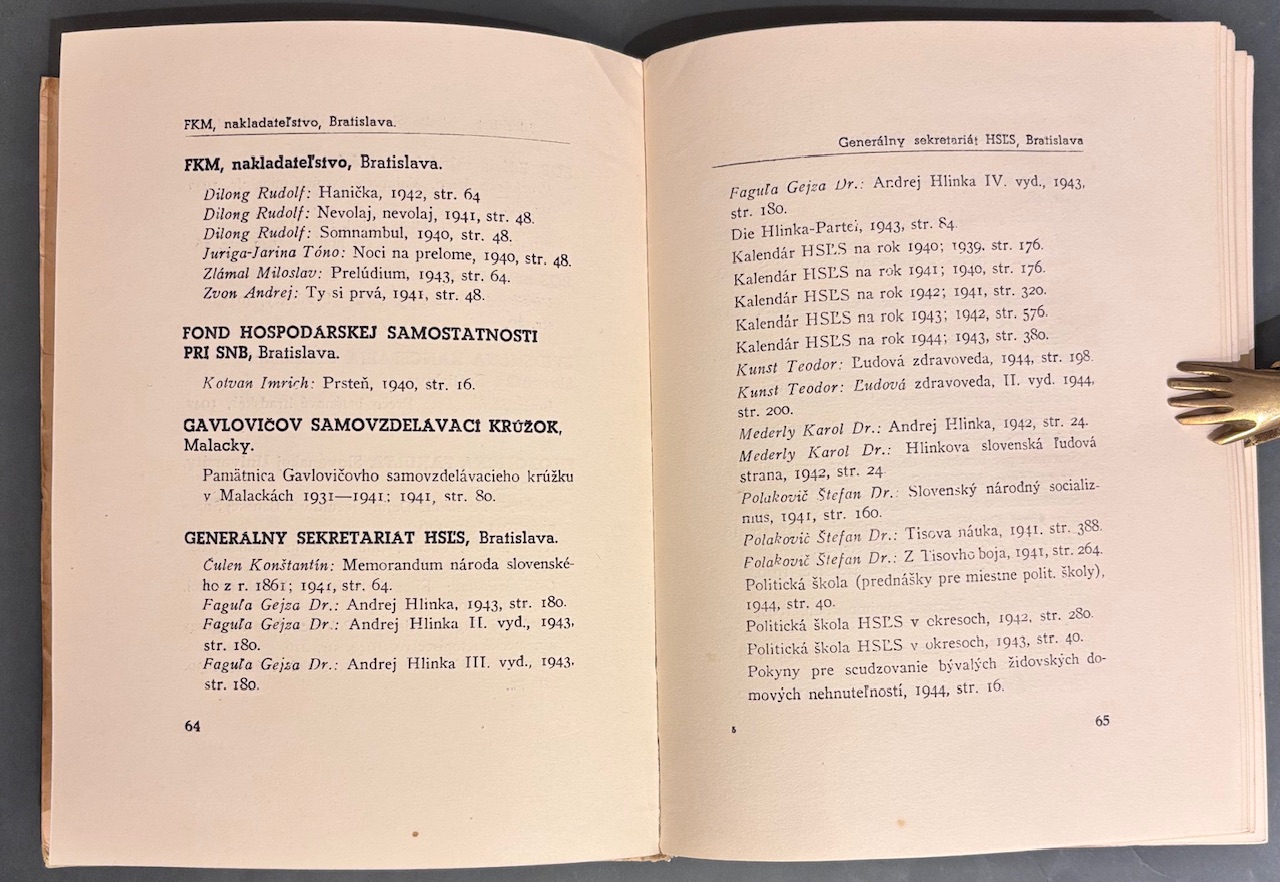 FKM, nakladateľstvo, Bratislava.
FKM, nakladateľstvo, Bratislava.
Dilong Rudolf: Hanička, 1942, str. 64
Dilong Rudolf: Nevolaj, nevolaj, 1941, str. 48.
Dilong Rudolf: Somnambul, 1940, str. 48.
Juriga-Jarina Tóno: Noci na prelome, 1940, str. 48.
Zlámal Miloslav: Prelúdium, 1943, str. 64.
Zvon Andrej: Ty si prvá, 1941, str. 48.
FOND HOSPODÁRSKEJ SAMOSTATNOSTI
PRI SNB, Bratislava.
Kotvan Imrich: Prsteň, 1940, str. 16.
GAVLOVIČOV SAMOVZDELÁVACÍ KRÚŽOK,
Malacky.
Pamätnica Gavlovičovho samovzdelávacieho krúžku
v Malackách 1931—1941; 1941, str. 80.
GENERÁLNY SEKRETARIÁT HSĽS, Bratislava.
Čulen Konštantín: Memorandum národa slovenské-
ho z r. 1861; 1941, str. 64.
Faguľa Gejza Dr.: Andrej Hlinka, 1943, str. 180.
Faguľa Gejza Dr.: Andrej Hlinka II. vyd., 1943,
str. 180.
Faguľa Gejza Dr.: Andrej Hlinka III. vyd., 1943,
str. 180.
64
Generálny sekretariát HSĽS, Bratislava
Faguľa Gejza Dr.: Andrej Hlinka IV. vyd., 1943,
str. 180.
Die Hlinka-Partei, 1943, str. 84.
Kalendár HSĽS na rok 1940; 1939, str. 176.
Kalendár HSĽS na rok 1941; 1940, str. 176.
Kalendár HSĽS na rok 1942; 1941, str. 320.
Kalendár HSĽS na rok 1943; 1942, str. 576.
Kalendár HSĽS na rok 1944; 1943, str. 380.
Kunst Teodor: Ľudová zdravoveda, 1944, str. 198.
Kunst Teodor: Ľudová zdravoveda, II. vyd. 1944,
str. 200.
Mederly Karol Dr.: Andrej Hlinka, 1942, str. 24.
Mederly Karol Dr.: Hlinkova slovenská ľudová
strana, 1942, str. 24
Polakovič Štefan Dr.: Slovenský národný socializ-
mus, 1941, str. 160.
Polakovič Štefan Dr.: Tisova náuka, 1941. str. 388.
Polakovič Štefan Dr.: Z Tisovho boja, 1941, str. 264.
Politická škola (prednášky pre miestne polit. školy),
1944, str. 40.
Politická škola HSĽS v okresoch, 1942, str. 280.
Politická škola HSĽS v okresoch, 1943, str. 40.
Pokyny pre scudzovanie bývalých židovských do-
mových nehnuteľností, 1944, str. 16.
5
65